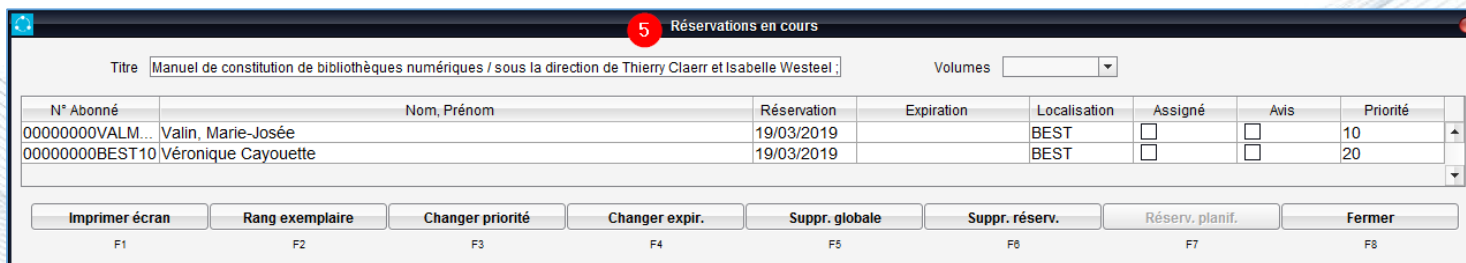 5 Réservations en cours
Titre Manuel de constitution de bibliothèques numériques / sous la direction de Thierry Claerr et Isabelle Westeel ; Volumes
N° Abonné Nom, Prénom Réservation Expiration Localisation Assigné Avis Priorité
00000000VALM... Valin, Marie-Josée 19/03/2019 BEST 10
00000000BEST10 Véronique Cayouette 19/03/2019 BEST 20
Imprimer écran Rang exemplaire Changer priorité Changer expir. Suppr. globale Suppr. réserv. Réserv. planif. Fermer
F1 F2 F3 F4 F5 F6 F7 F8